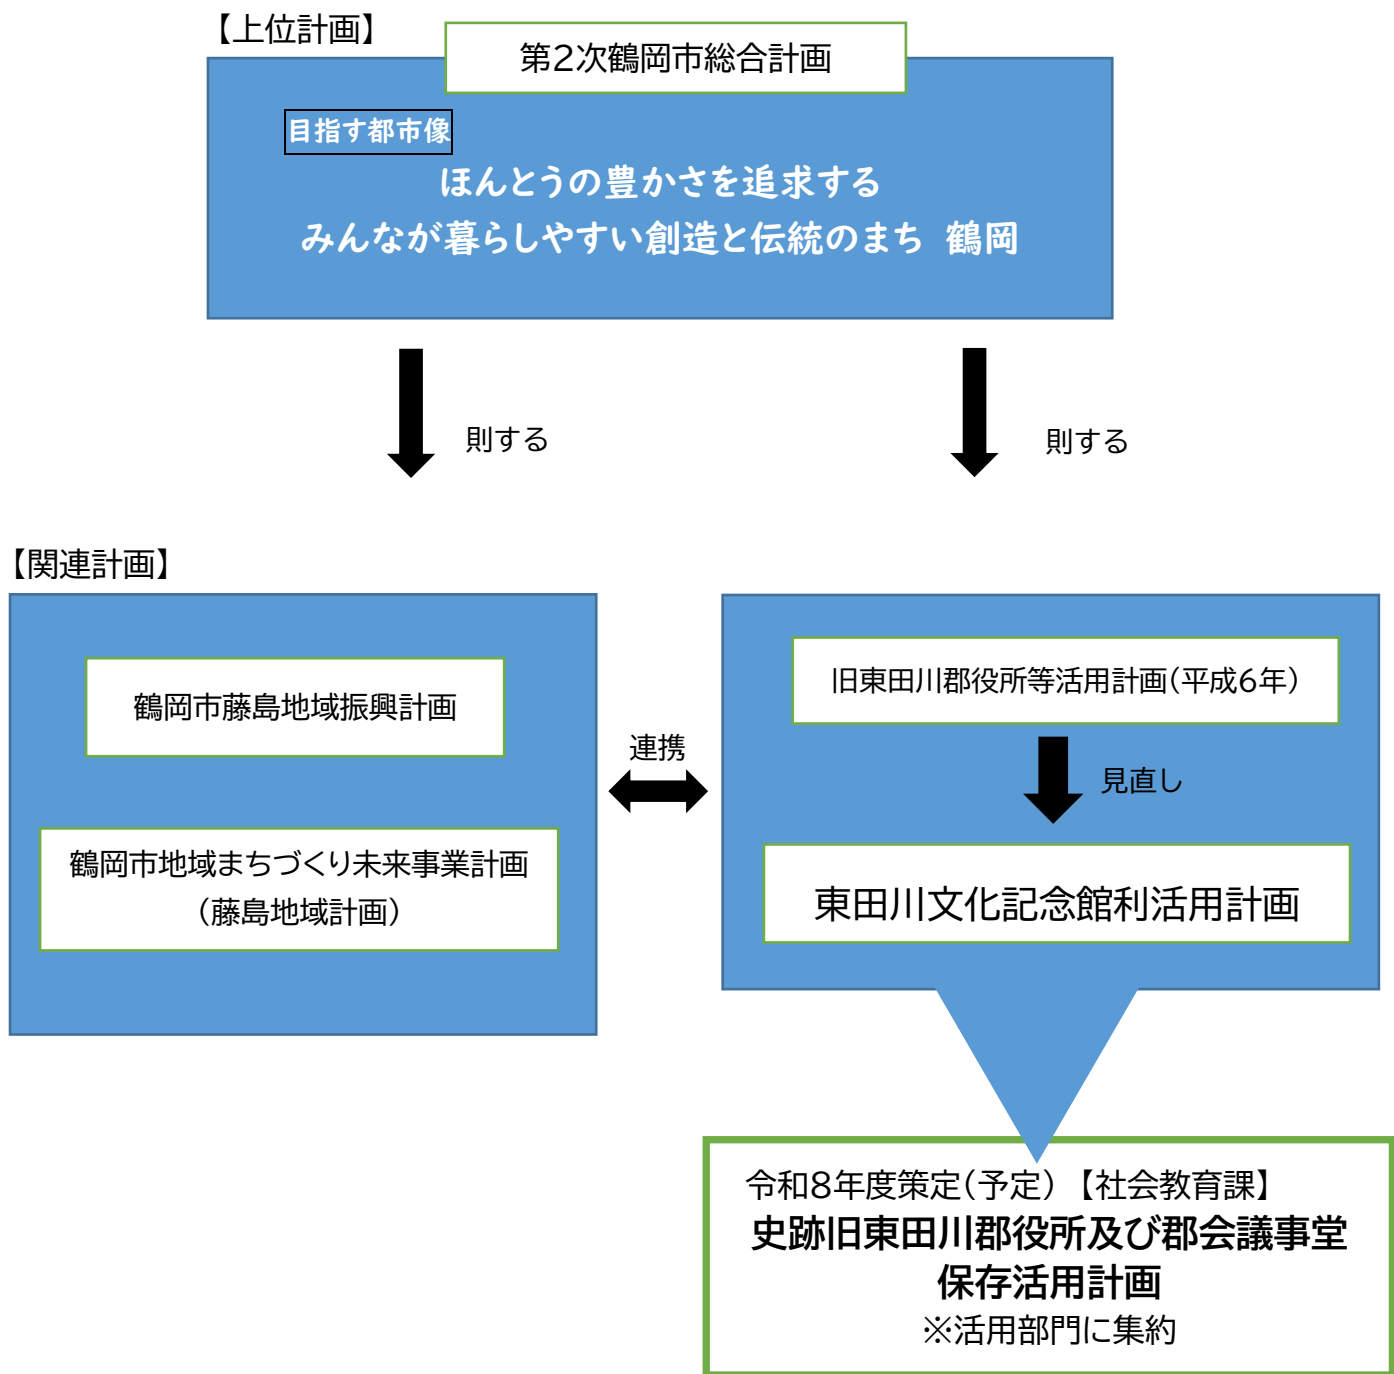 【上位計画】
第2次鶴岡市総合計画
目指す都市像
ほんとうの豊かさを追求する
みんなが暮らしやすい創造と伝統のまち 鶴岡
則する
則する
【関連計画】
鶴岡市藤島地域振興計画
鶴岡市地域まちづくり未来事業計画
（藤島地域計画）
連携
旧東田川郡役所等活用計画（平成6年）
見直し
東田川文化記念館利活用計画
令和8年度策定（予定）【社会教育課】
史跡旧東田川郡役所及び郡会議事堂
保存活用計画
※活用部門に集約